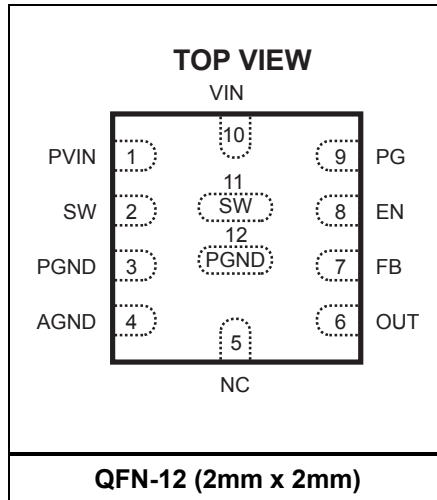 TOP VIEW
VIN
10
PVIN 1 9 PG
11
SW 2 SW 8 EN
12
PGND 3 PGND 7 FB
AGND 4 6 OUT
5
NC
QFN-12 (2mm x 2mm)